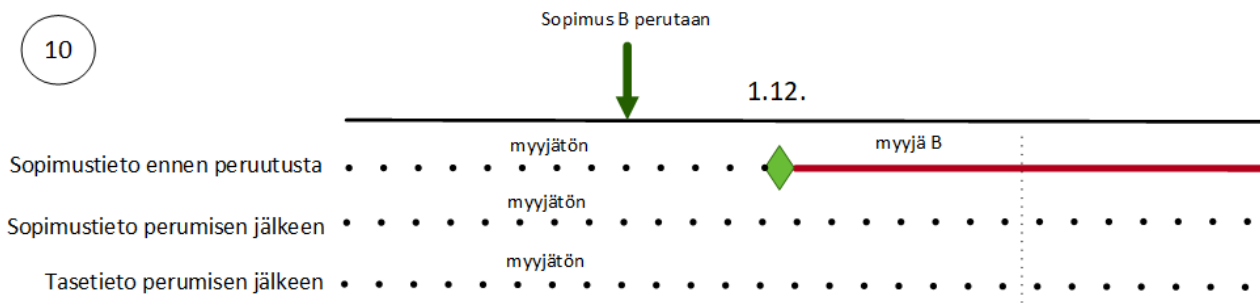 Sopimus B perutaan
10
1.12.
myyjätön
myyjä B
Sopimustieto ennen peruutusta
myyjätön
Sopimustieto perumisen jälkeen
myyjätön
Tasetieto perumisen jälkeen